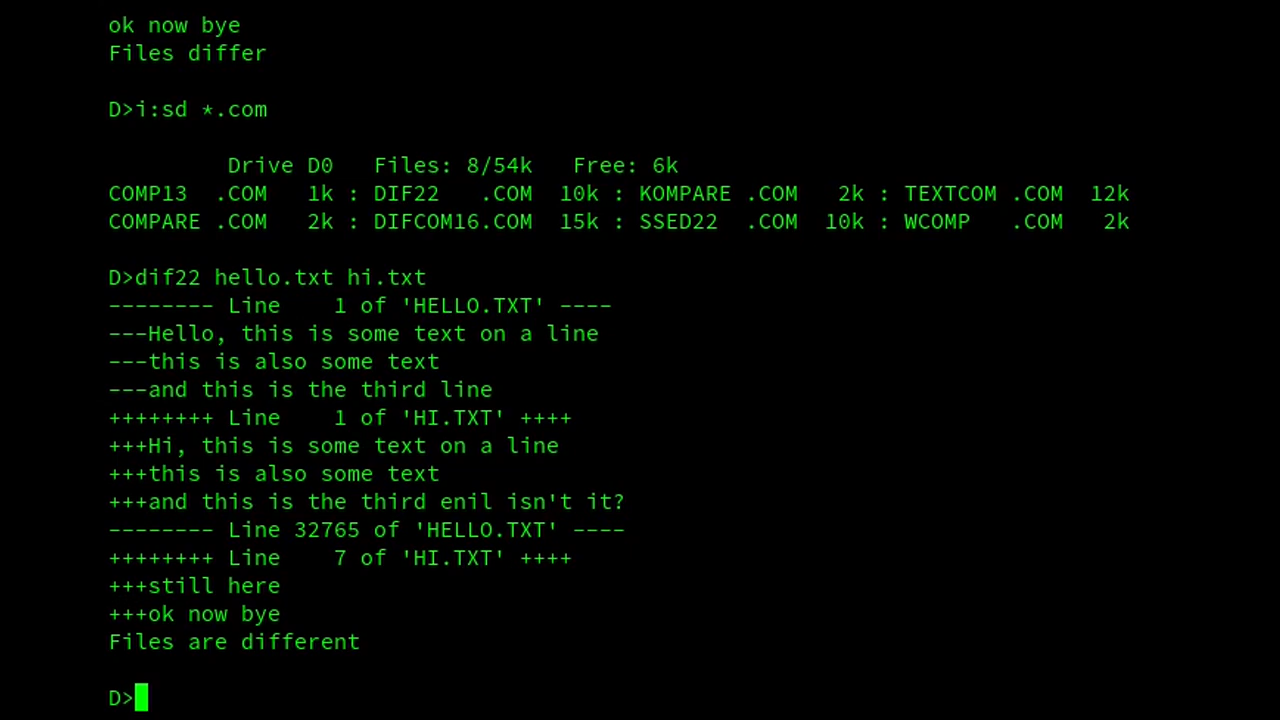 ok now bye
Files differ
D>i:sd *.com
Drive D0   Files: 8/54k   Free: 6k
COMP13  .COM   1k : DIF22   .COM  10k : KOMPARE .COM   2k : TEXTCOM .COM  12k
COMPARE .COM   2k : DIFCOM16.COM  15k : SSED22  .COM  10k : WCOMP   .COM   2k
D>dif22 hello.txt hi.txt
-------- Line    1 of 'HELLO.TXT' ----
---Hello, this is some text on a line
---this is also some text
---and this is the third line
++++++++ Line    1 of 'HI.TXT' ++++
+++Hi, this is some text on a line
+++this is also some text
+++and this is the third enil isn't it?
-------- Line 32765 of 'HELLO.TXT' ----
++++++++ Line    7 of 'HI.TXT' ++++
+++still here
+++ok now bye
Files are different
D>